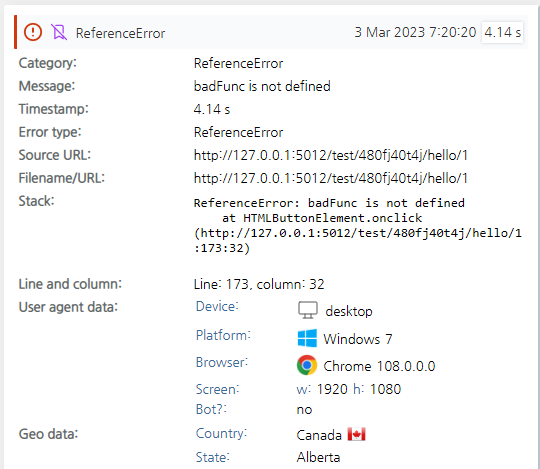 ReferenceError 3 Mar 2023 7:20:20 4.14 s
Category: ReferenceError
Message: badFunc is not defined
Timestamp: 4.14 s
Error type: ReferenceError
Source URL: http://127.0.0.1:5012/test/480fj40t4j/hello/1
Filename/URL: http://127.0.0.1:5012/test/480fj40t4j/hello/1
Stack: ReferenceError: badFunc is not defined
at HTMLButtonElement.onclick
(http://127.0.0.1:5012/test/480fj40t4j/hello/1
:173:32)
Line and column: Line: 173, column: 32
User agent data: Device: desktop
Platform: Windows 7
Browser: Chrome 108.0.0.0
Screen: w: 1920 h: 1080
Bot?: no
Geo data: Country: Canada
State: Alberta